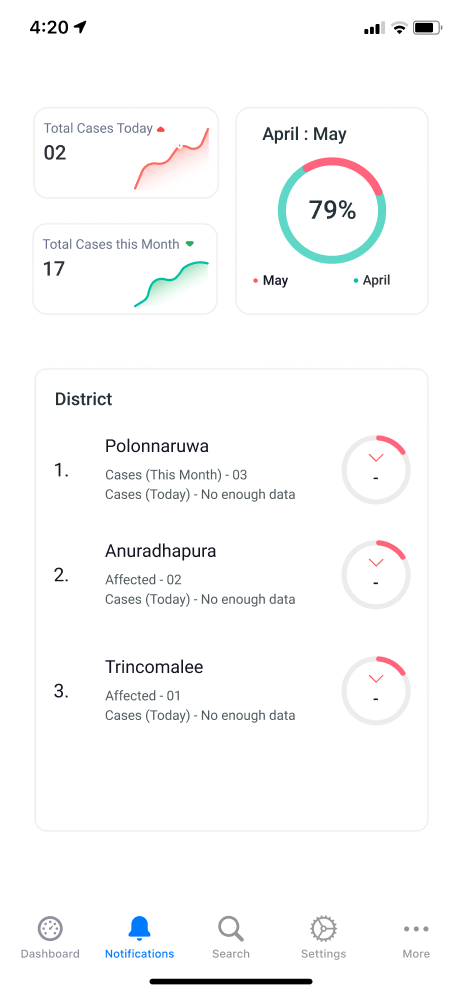 4:20
Total Cases Today
02
April : May
79%
May
April
Total Cases this Month
17
District
1.
Polonnaruwa
Cases (This Month) - 03
Cases (Today) - No enough data
-
2.
Anuradhapura
Affected - 02
Cases (Today) - No enough data
-
3.
Trincomalee
Affected - 01
Cases (Today) - No enough data
-
Dashboard
Notifications
Search
Settings
More